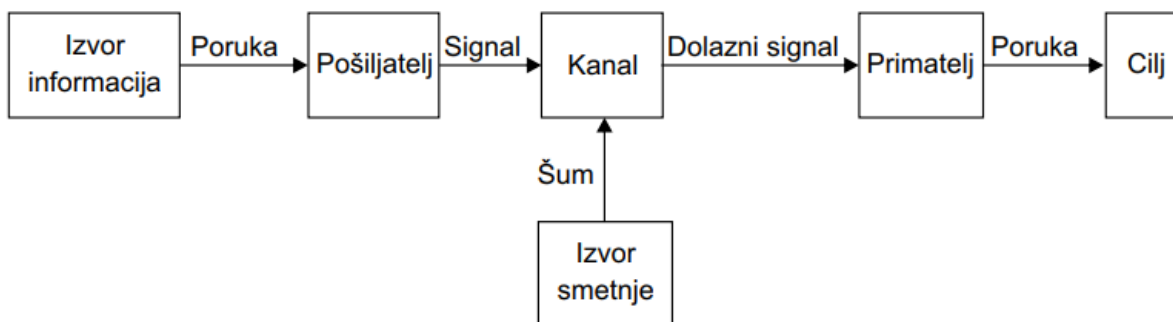 Izvor
informacija
Poruka
Pošiljatelj
Signal
Kanal
Dolazni signal
Primatelj
Poruka
Cilj
Šum
Izvor
smetnje